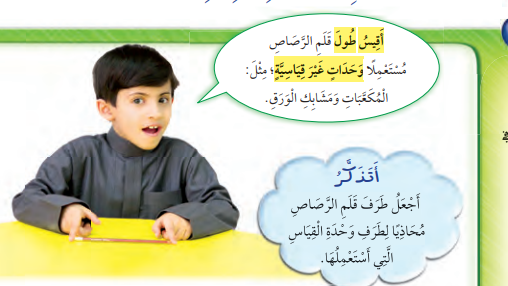 أَقِيسُ طُولَ قَلَمِ الرَّصَاصِ
مُسْتَعْمِلًا وَحَدَاتٍ غَيْرَ قِيَاسِيَّةٍ؛ مِثْلَ:
الْمُكَعَّبَاتِ وَمَشَابِكِ الْوَرَقِ.
أَتَذَكَّرُ
أَجْعَلُ طَرَفَ قَلَمِ الرَّصَاصِ
مُحَاذِيًا لِطَرَفِ وَحْدَةِ الْقِيَاسِ
الَّتِي أَسْتَعْمِلُهَا.